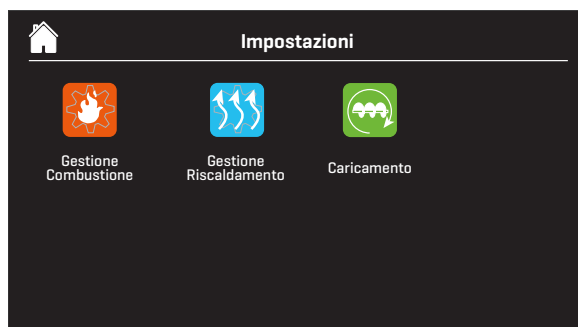 Impostazioni
Gestione
Combustione
Gestione
Riscaldamento
Caricamento